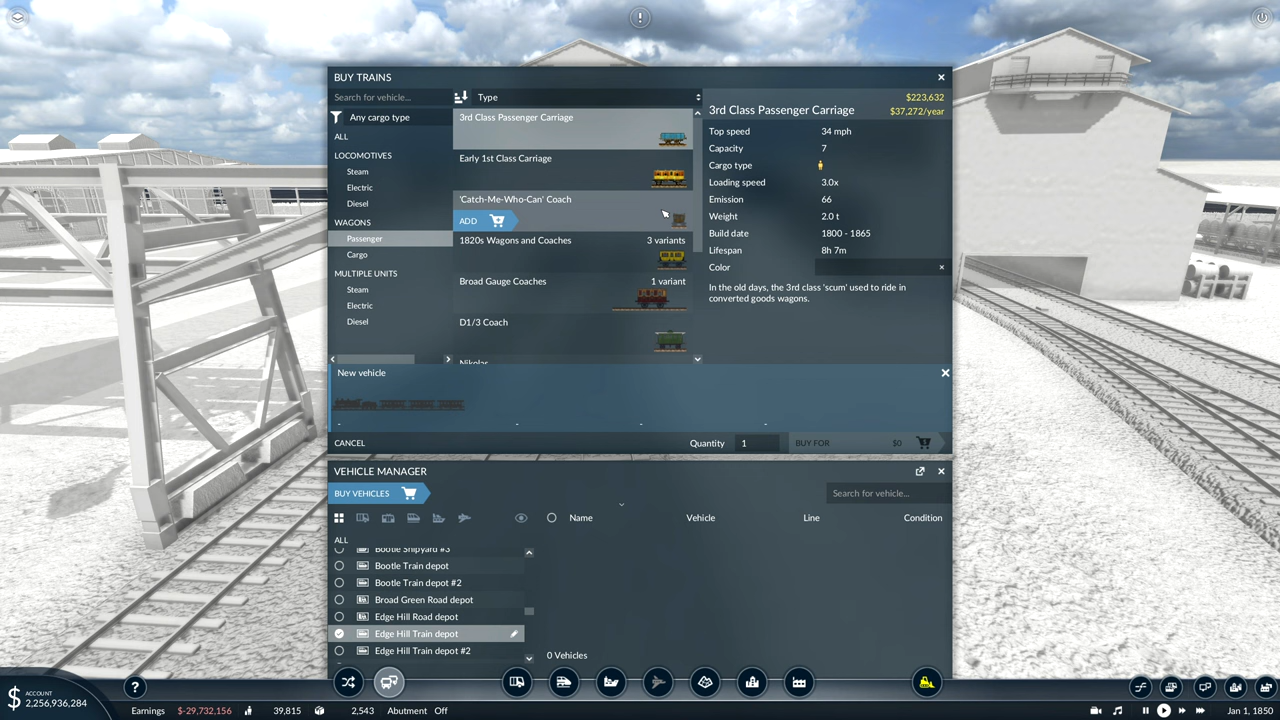 BUY TRAINS
Search for vehicle...
Type
Any cargo type
ALL
LOCOMOTIVES
Steam
Electric
Diesel
WAGONS
Passenger
Cargo
MULTIPLE UNITS
Steam
Electric
Diesel
3rd Class Passenger Carriage
Early 1st Class Carriage
'Catch-Me-Who-Can' Coach
ADD
1820s Wagons and Coaches 3 variants
Broad Gauge Coaches 1 variant
D1/3 Coach
Nikolas
$223,632
3rd Class Passenger Carriage
$37,272/year
Top speed 34 mph
Capacity 7
Cargo type
Loading speed 3.0x
Emission 66
Weight 2.0 t
Build date 1800 - 1865
Lifespan 8h 7m
Color
In the old days, the 3rd class 'scum' used to ride in
converted goods wagons.
New vehicle
- - - -
CANCEL
Quantity 1
BUY FOR $0
VEHICLE MANAGER
BUY VEHICLES
Search for vehicle...
Name Vehicle Line Condition
ALL
Bootle Shipyard #3
Bootle Train depot
Bootle Train depot #2
Broad Green Road depot
Edge Hill Road depot
Edge Hill Train depot
Edge Hill Train depot #2
0 Vehicles
$ ACCOUNT
2,256,936,284
?
Earnings $-29,732,156 39,815 2,543 Abutment Off
Jan 1, 1850